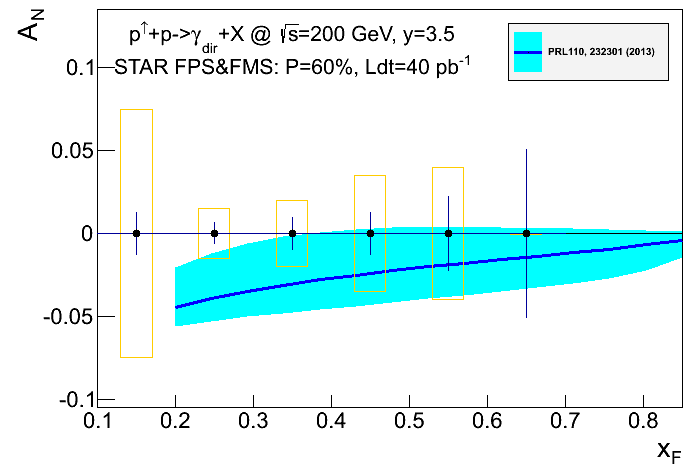 A_N
p↑+p->γ_dir+X @ √s=200 GeV, y=3.5
STAR FPS&FMS: P=60%, Ldt=40 pb⁻¹
PRL110, 232301 (2013)
0.1
0.05
0
-0.05
-0.1
0.1 0.2 0.3 0.4 0.5 0.6 0.7 0.8
x_F